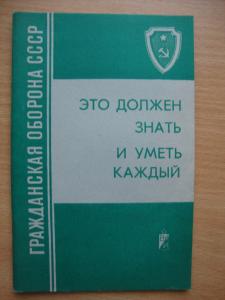 ГРАЖДАНСКАЯ ОБОРОНА СССР
ЭТО ДОЛЖЕН
ЗНАТЬ
И УМЕТЬ
КАЖДЫЙ